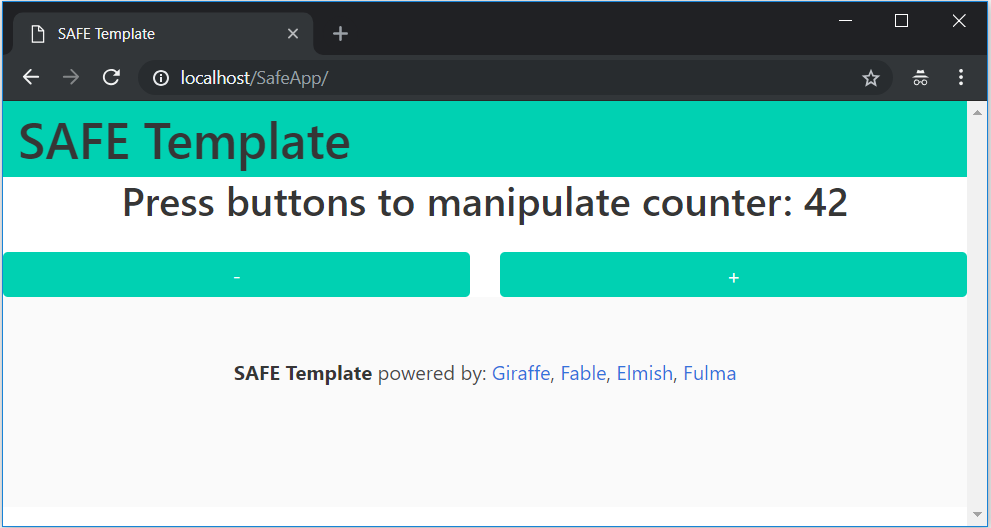 SAFE Template
localhost/SafeApp/
SAFE Template
Press buttons to manipulate counter: 42
- +
SAFE Template powered by: Giraffe, Fable, Elmish, Fulma